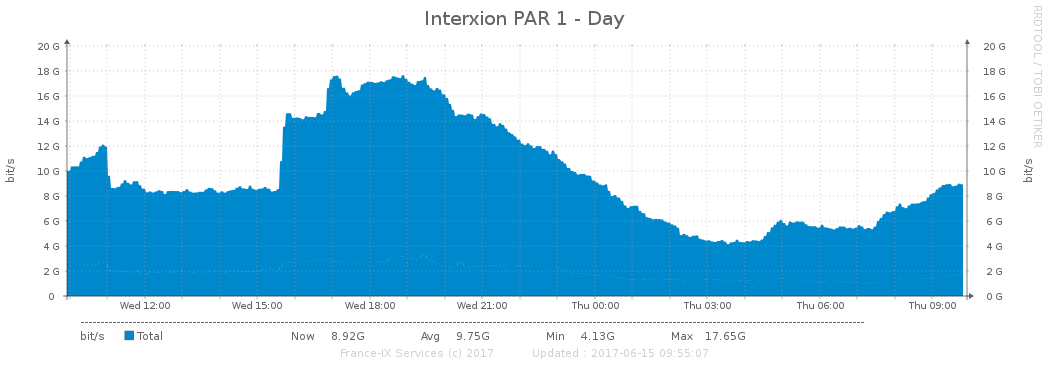 Interxion PAR 1 - Day
RRDTOOL / TOBI OETIKER
20 G 20 G
18 G 18 G
16 G 16 G
14 G 14 G
12 G 12 G
10 G 10 G
8 G 8 G
6 G 6 G
4 G 4 G
2 G 2 G
0 0 G
bit/s bit/s
Wed 12:00 Wed 15:00 Wed 18:00 Wed 21:00 Thu 00:00 Thu 03:00 Thu 06:00 Thu 09:00
bit/s Total Now 8.92G Avg 9.75G Min 4.13G Max 17.65G
France-IX Services (c) 2017 Updated : 2017-06-15 09:55:07